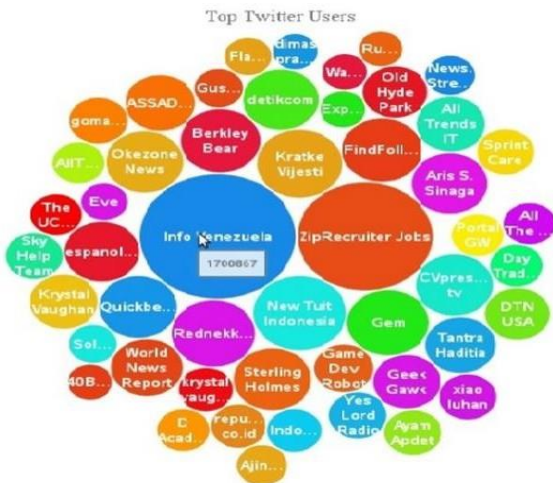 Top Twitter Users
Fla...
dimas
pra...
Ru...
Wa...
Old
Hyde
Park
News.
Stre...
ASSAD...
Gus...
detikcom
Exp...
All
Trends
IT
goma...
Berkley
Bear
Kratke
Vijesti
FindFoll...
Sprint
Care
AllT...
Okezone
News
Aris S.
Sinaga
Eve
The
UC...
Info Venezuela
ZipRecruiter Jobs
All
The ...
Portal
GW
Sky
Help
Team
espanol...
1700867
Day
Trad...
CVpres...
tv
Krystal
Vaughan
Quickbe...
New Tuit
Indonesia
Gem
DTN
USA
Sol...
Rednekk...
Tantra
Haditia
World
News
Report
Game
Dev
Robot
40B...
krystal
vaug...
Sterling
Holmes
Geek
Gawk
xiao
luhan
Yes
Lord
Radio
D
Acad...
repu...
co.id
Indo...
Ayam
Apdet
Ajin...